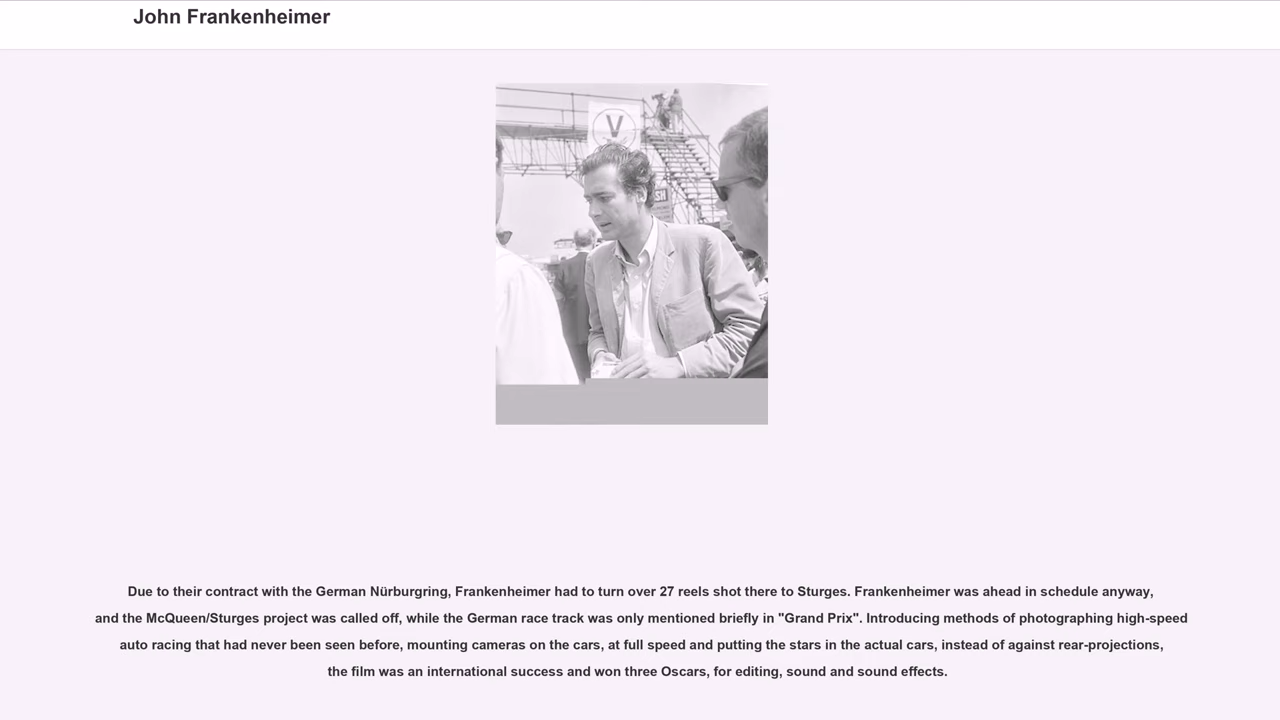 John Frankenheimer
V
SH
Due to their contract with the German Nürburgring, Frankenheimer had to turn over 27 reels shot there to Sturges. Frankenheimer was ahead in schedule anyway,
and the McQueen/Sturges project was called off, while the German race track was only mentioned briefly in "Grand Prix". Introducing methods of photographing high-speed
auto racing that had never been seen before, mounting cameras on the cars, at full speed and putting the stars in the actual cars, instead of against rear-projections,
the film was an international success and won three Oscars, for editing, sound and sound effects.